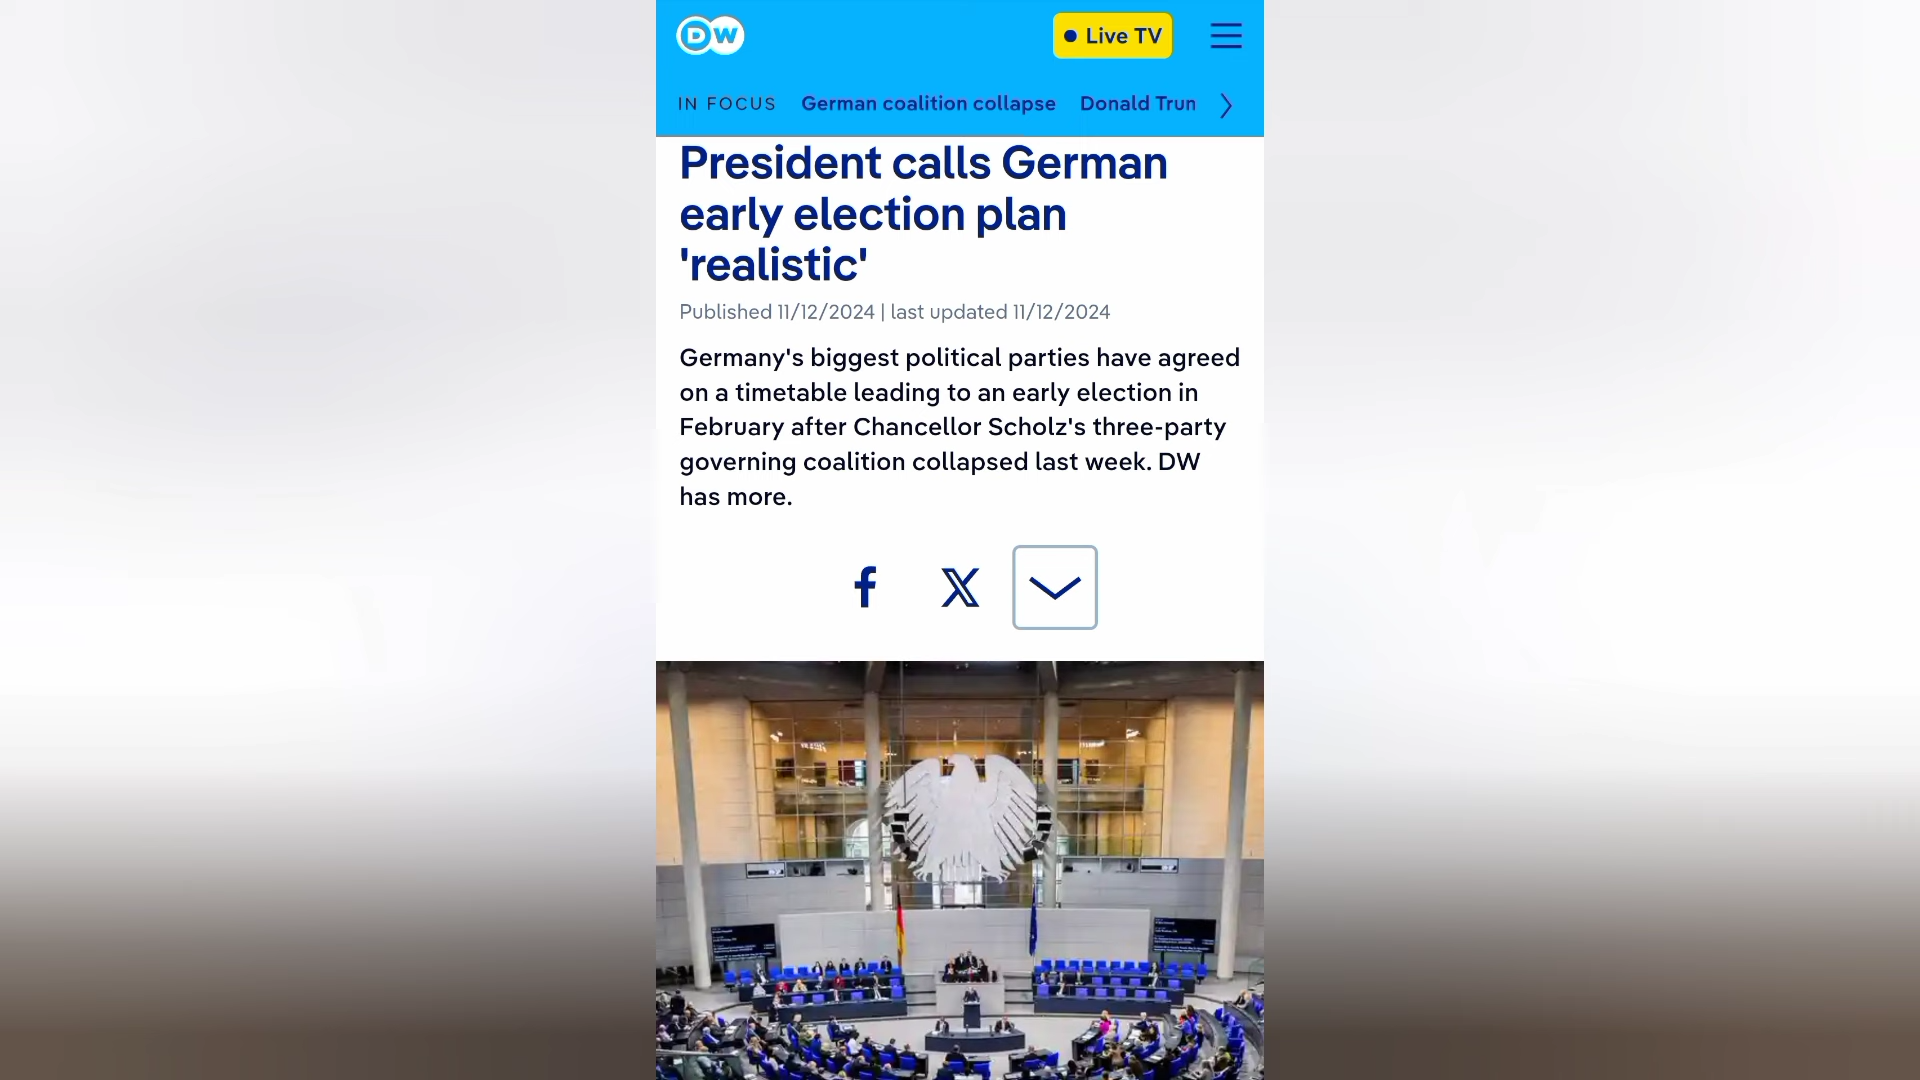 DW
Live TV
IN FOCUS German coalition collapse Donald Trun
President calls German
early election plan
'realistic'
Published 11/12/2024 | last updated 11/12/2024
Germany's biggest political parties have agreed
on a timetable leading to an early election in
February after Chancellor Scholz's three-party
governing coalition collapsed last week. DW
has more.